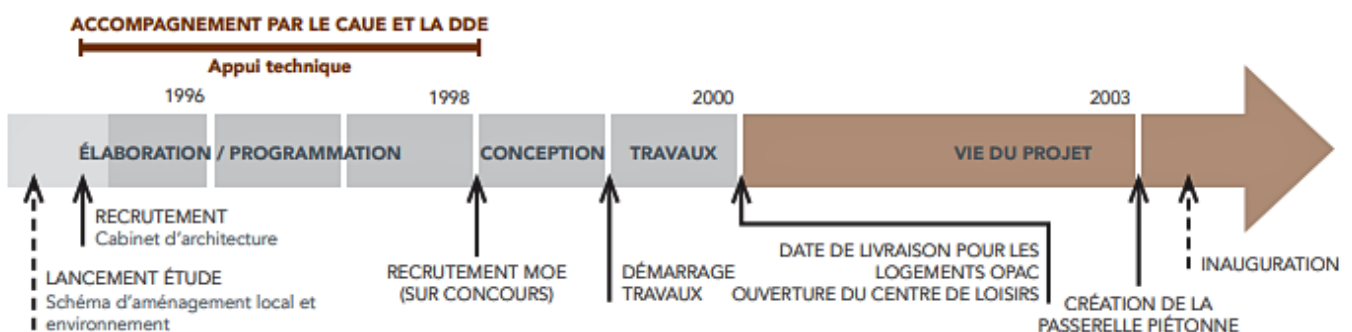 ACCOMPAGNEMENT PAR LE CAUE ET LA DDE
Appui technique
1996
1998
2000
2003
ÉLABORATION / PROGRAMMATION
CONCEPTION
TRAVAUX
VIE DU PROJET
RECRUTEMENT
Cabinet d'architecture
LANCEMENT ÉTUDE
Schéma d'aménagement local et
environnement
RECRUTEMENT MOE
(SUR CONCOURS)
DÉMARRAGE
TRAVAUX
DATE DE LIVRAISON POUR LES
LOGEMENTS OPAC
OUVERTURE DU CENTRE DE LOISIRS
CRÉATION DE LA
PASSERELLE PIÉTONNE
INAUGURATION